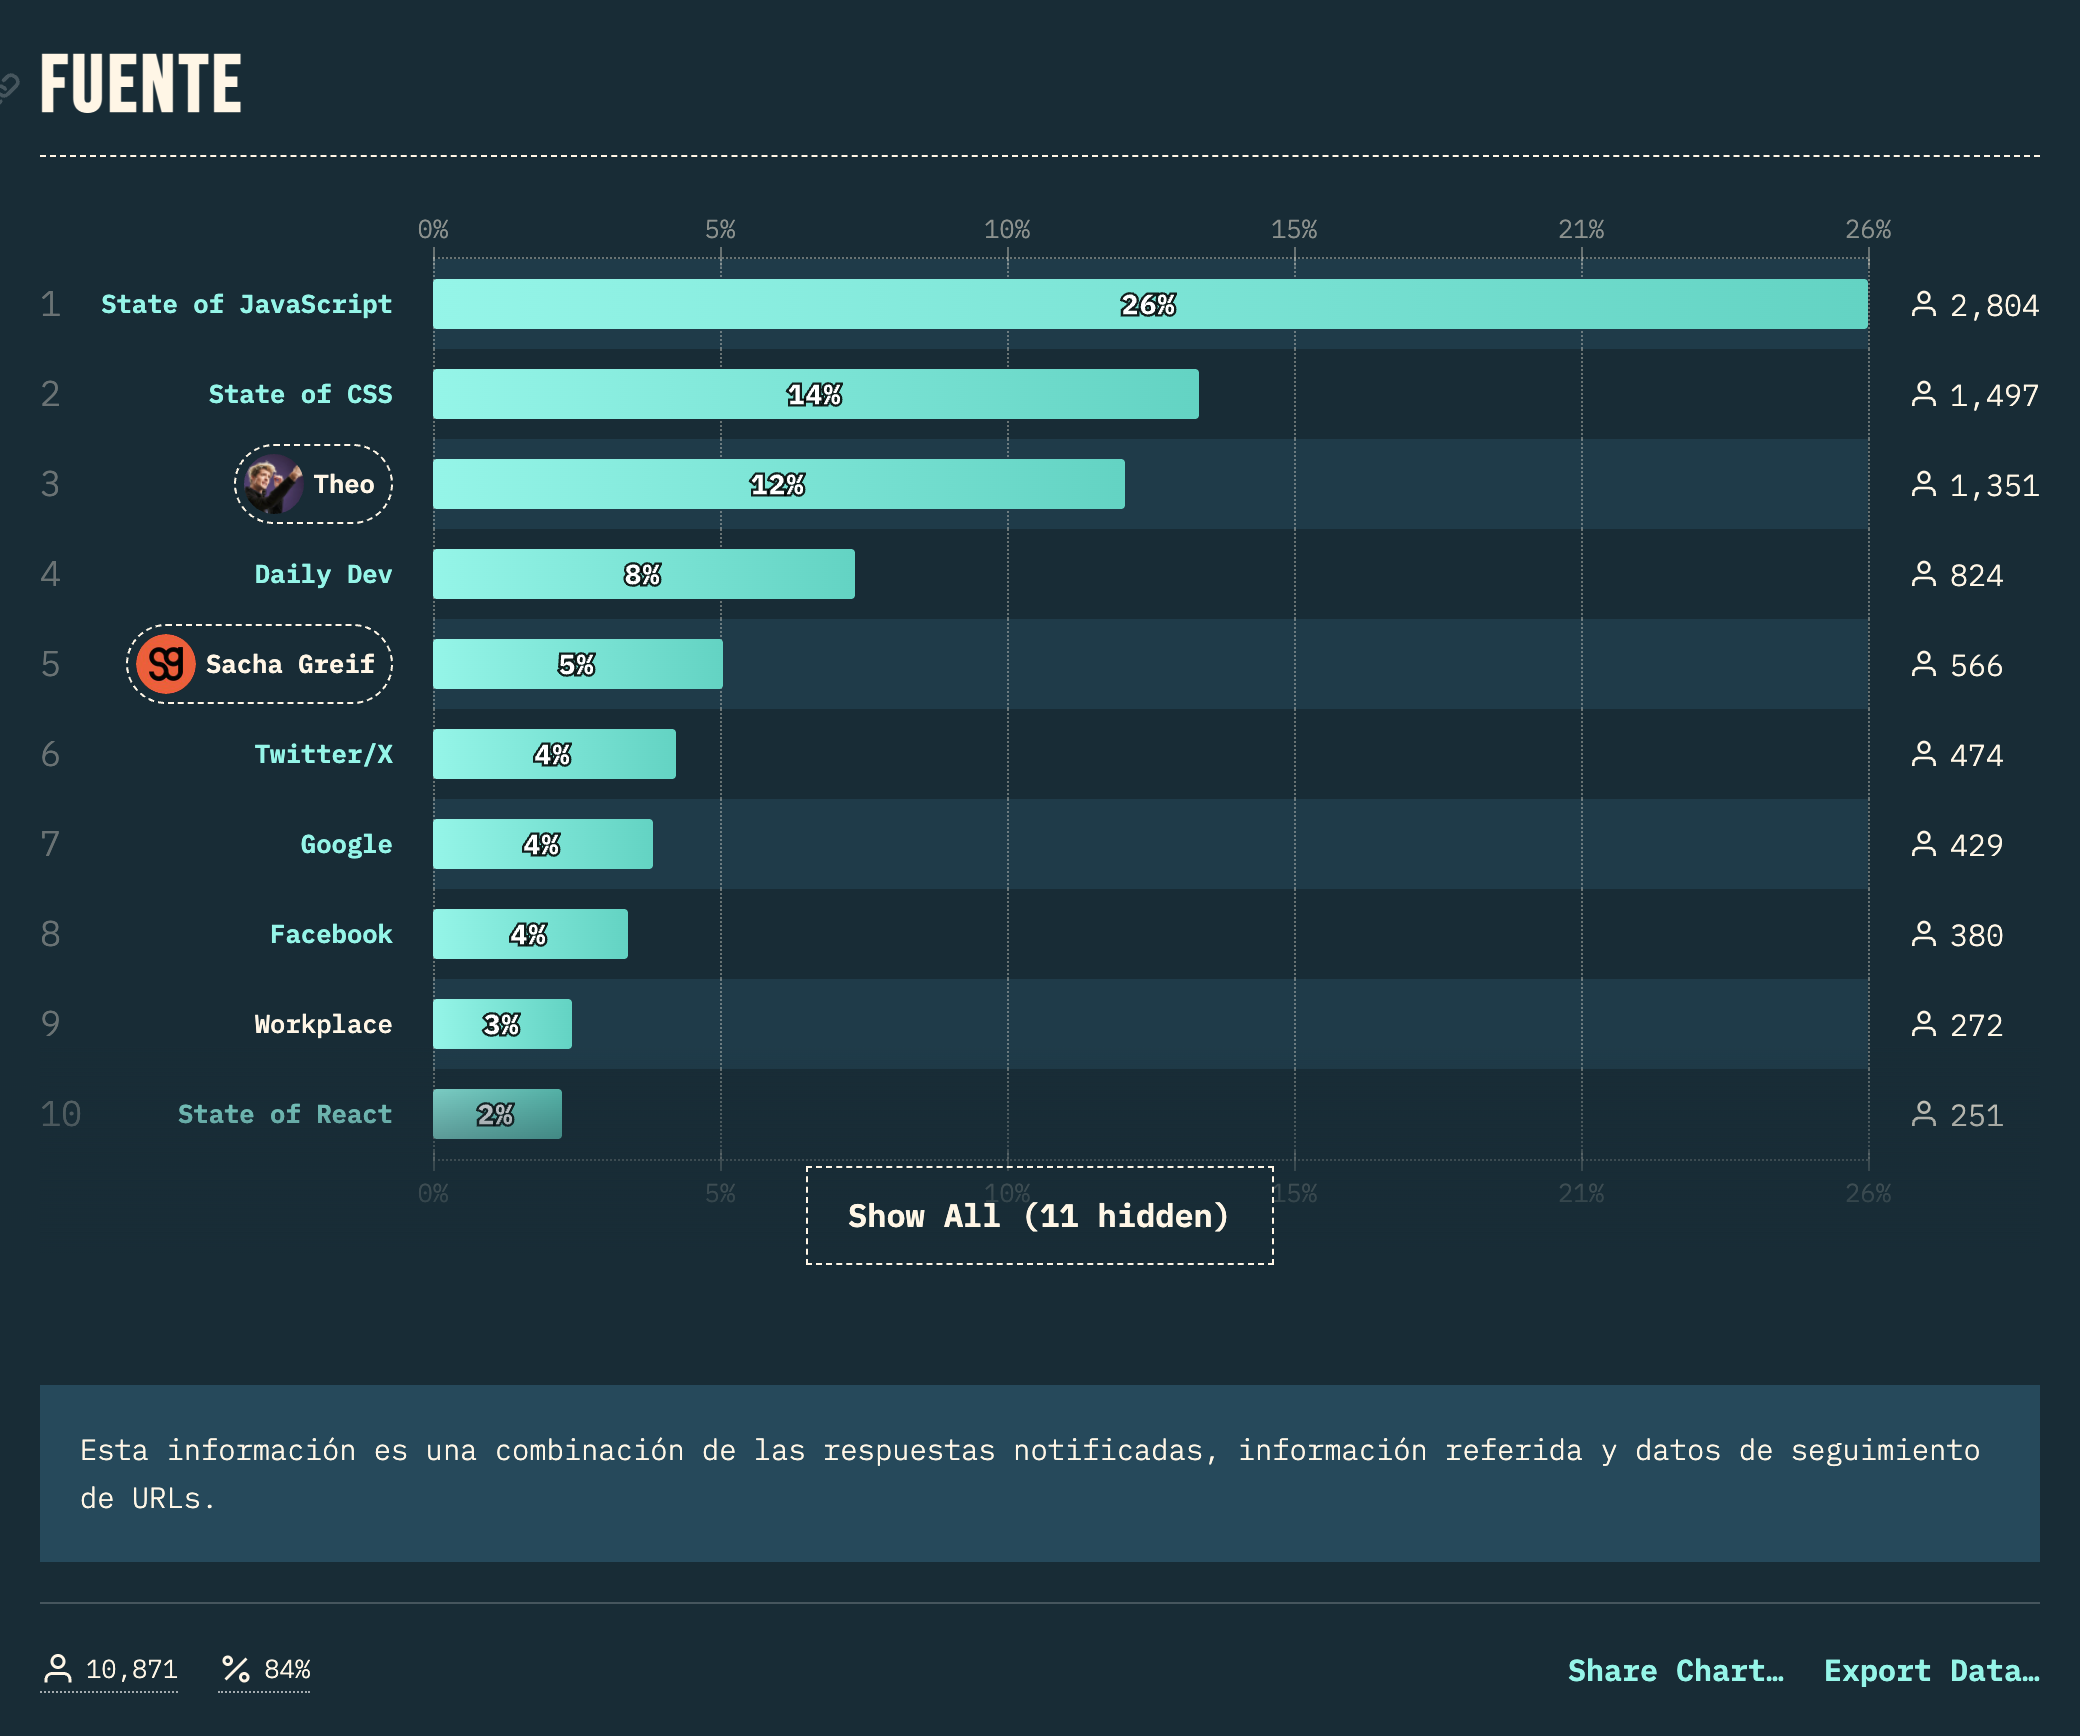 FUENTE
0% 5% 10% 15% 21% 26%
1 State of JavaScript 26% 2,804
2 State of CSS 14% 1,497
3 Theo 12% 1,351
4 Daily Dev 8% 824
5 Sacha Greif 5% 566
6 Twitter/X 4% 474
7 Google 4% 429
8 Facebook 4% 380
9 Workplace 3% 272
10 State of React 2% 251
0% 5% 10% 15% 21% 26%
Show All (11 hidden)
Esta información es una combinación de las respuestas notificadas, información referida y datos de seguimiento
de URLs.
10,871 84% Share Chart… Export Data…